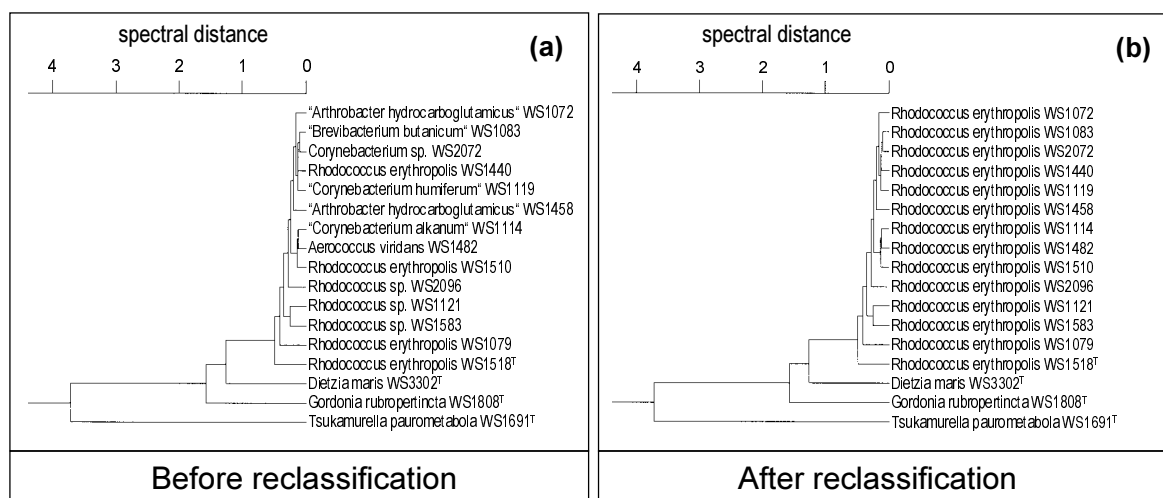 spectral distance
(a)
4 3 2 1 0
"Arthrobacter hydrocarboglutamicus" WS1072
"Brevibacterium butanicum" WS1083
Corynebacterium sp. WS2072
Rhodococcus erythropolis WS1440
"Corynebacterium humiferum" WS1119
"Arthrobacter hydrocarboglutamicus" WS1458
"Corynebacterium alkanum" WS1114
Aerococcus viridans WS1482
Rhodococcus erythropolis WS1510
Rhodococcus sp. WS2096
Rhodococcus sp. WS1121
Rhodococcus sp. WS1583
Rhodococcus erythropolis WS1079
Rhodococcus erythropolis WS1518ᵀ
Dietzia maris WS3302ᵀ
Gordonia rubropertincta WS1808ᵀ
Tsukamurella paurometabola WS1691ᵀ
Before reclassification
spectral distance
(b)
4 3 2 1 0
Rhodococcus erythropolis WS1072
Rhodococcus erythropolis WS1083
Rhodococcus erythropolis WS2072
Rhodococcus erythropolis WS1440
Rhodococcus erythropolis WS1119
Rhodococcus erythropolis WS1458
Rhodococcus erythropolis WS1114
Rhodococcus erythropolis WS1482
Rhodococcus erythropolis WS1510
Rhodococcus erythropolis WS2096
Rhodococcus erythropolis WS1121
Rhodococcus erythropolis WS1583
Rhodococcus erythropolis WS1079
Rhodococcus erythropolis WS1518ᵀ
Dietzia maris WS3302ᵀ
Gordonia rubropertincta WS1808ᵀ
Tsukamurella paurometabola WS1691ᵀ
After reclassification